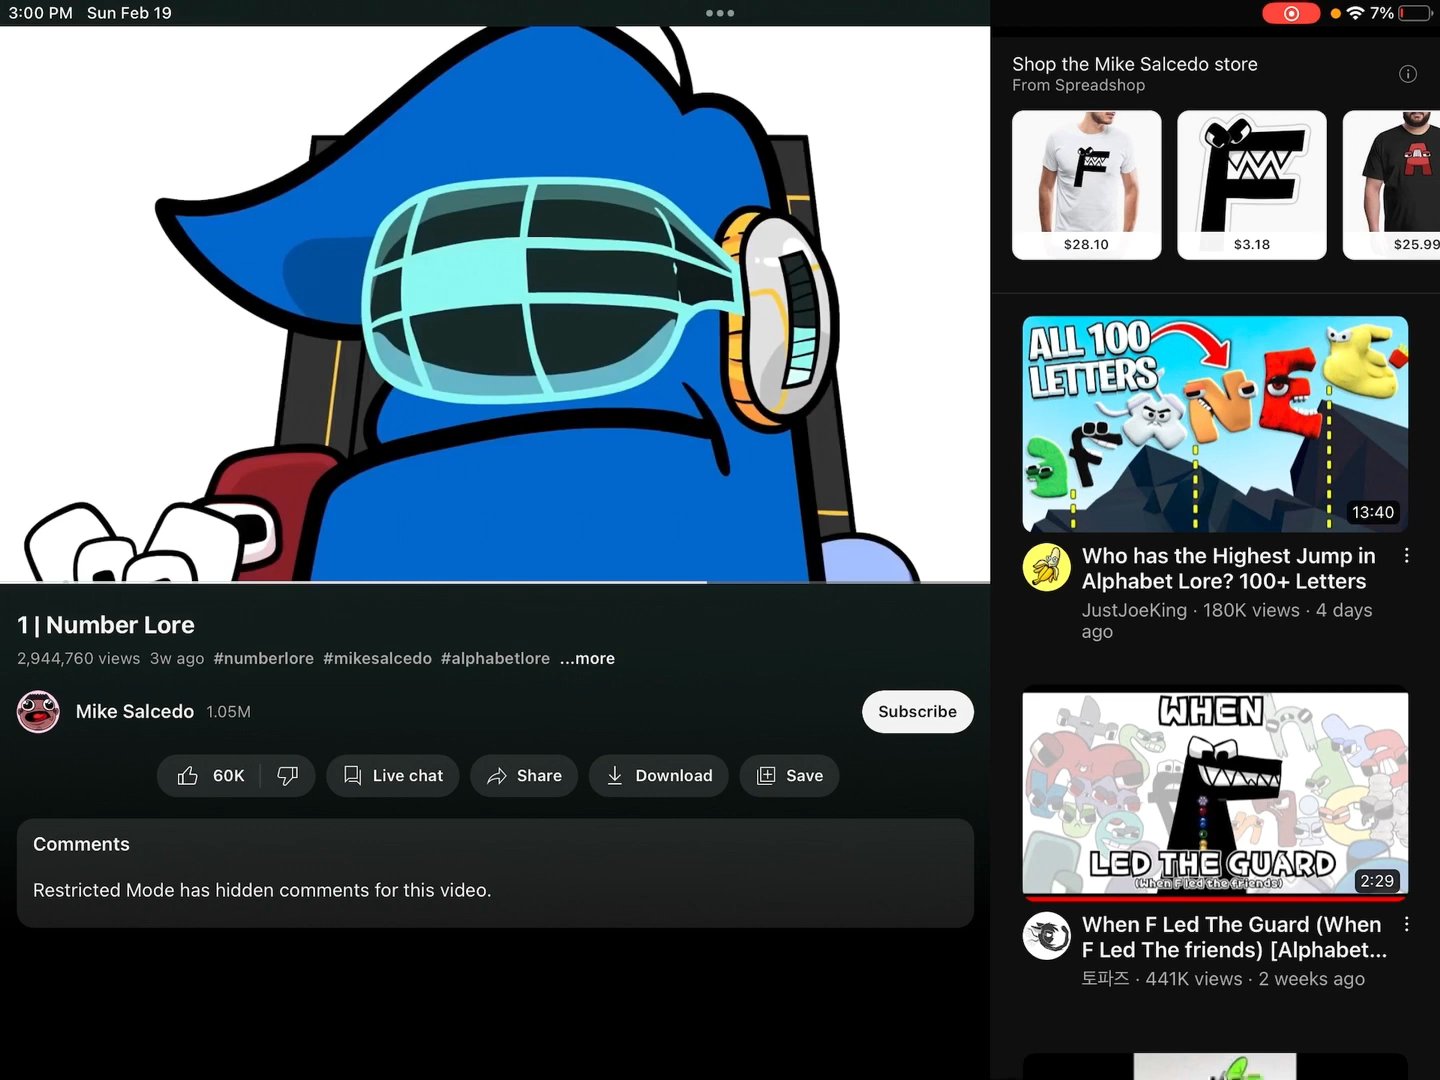 3:00 PM Sun Feb 19
7%
1 | Number Lore
2,944,760 views 3w ago #numberlore #mikesalcedo #alphabetlore ...more
Mike Salcedo 1.05M
Subscribe
60K
Live chat
Share
Download
Save
Comments
Restricted Mode has hidden comments for this video.
Shop the Mike Salcedo store
From Spreadshop
$28.10
$3.18
$25.99
ALL 100
LETTERS
13:40
Who has the Highest Jump in
Alphabet Lore? 100+ Letters
JustJoeKing · 180K views · 4 days
ago
WHEN
LED THE GUARD
(When F led the friends)
2:29
When F Led The Guard (When
F Led The friends) [Alphabet...
토파즈 · 441K views · 2 weeks ago